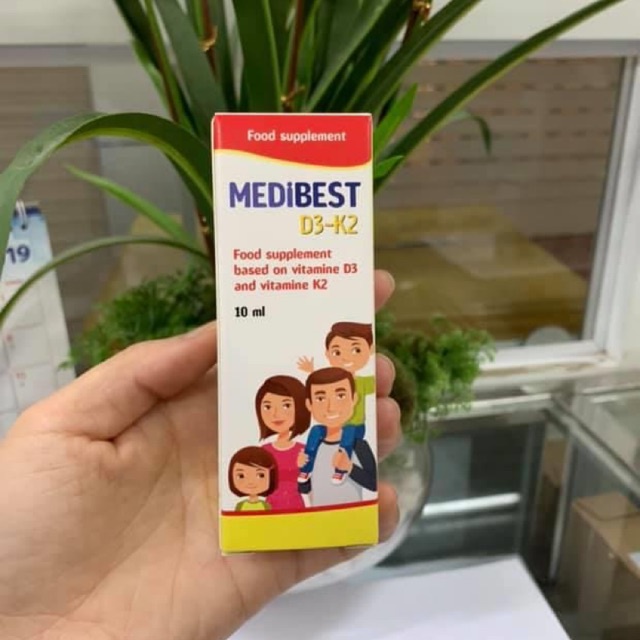 Food supplement
MEDiBEST
D3-K2
Food supplement
based on vitamine D3
and vitamine K2
10 ml
19